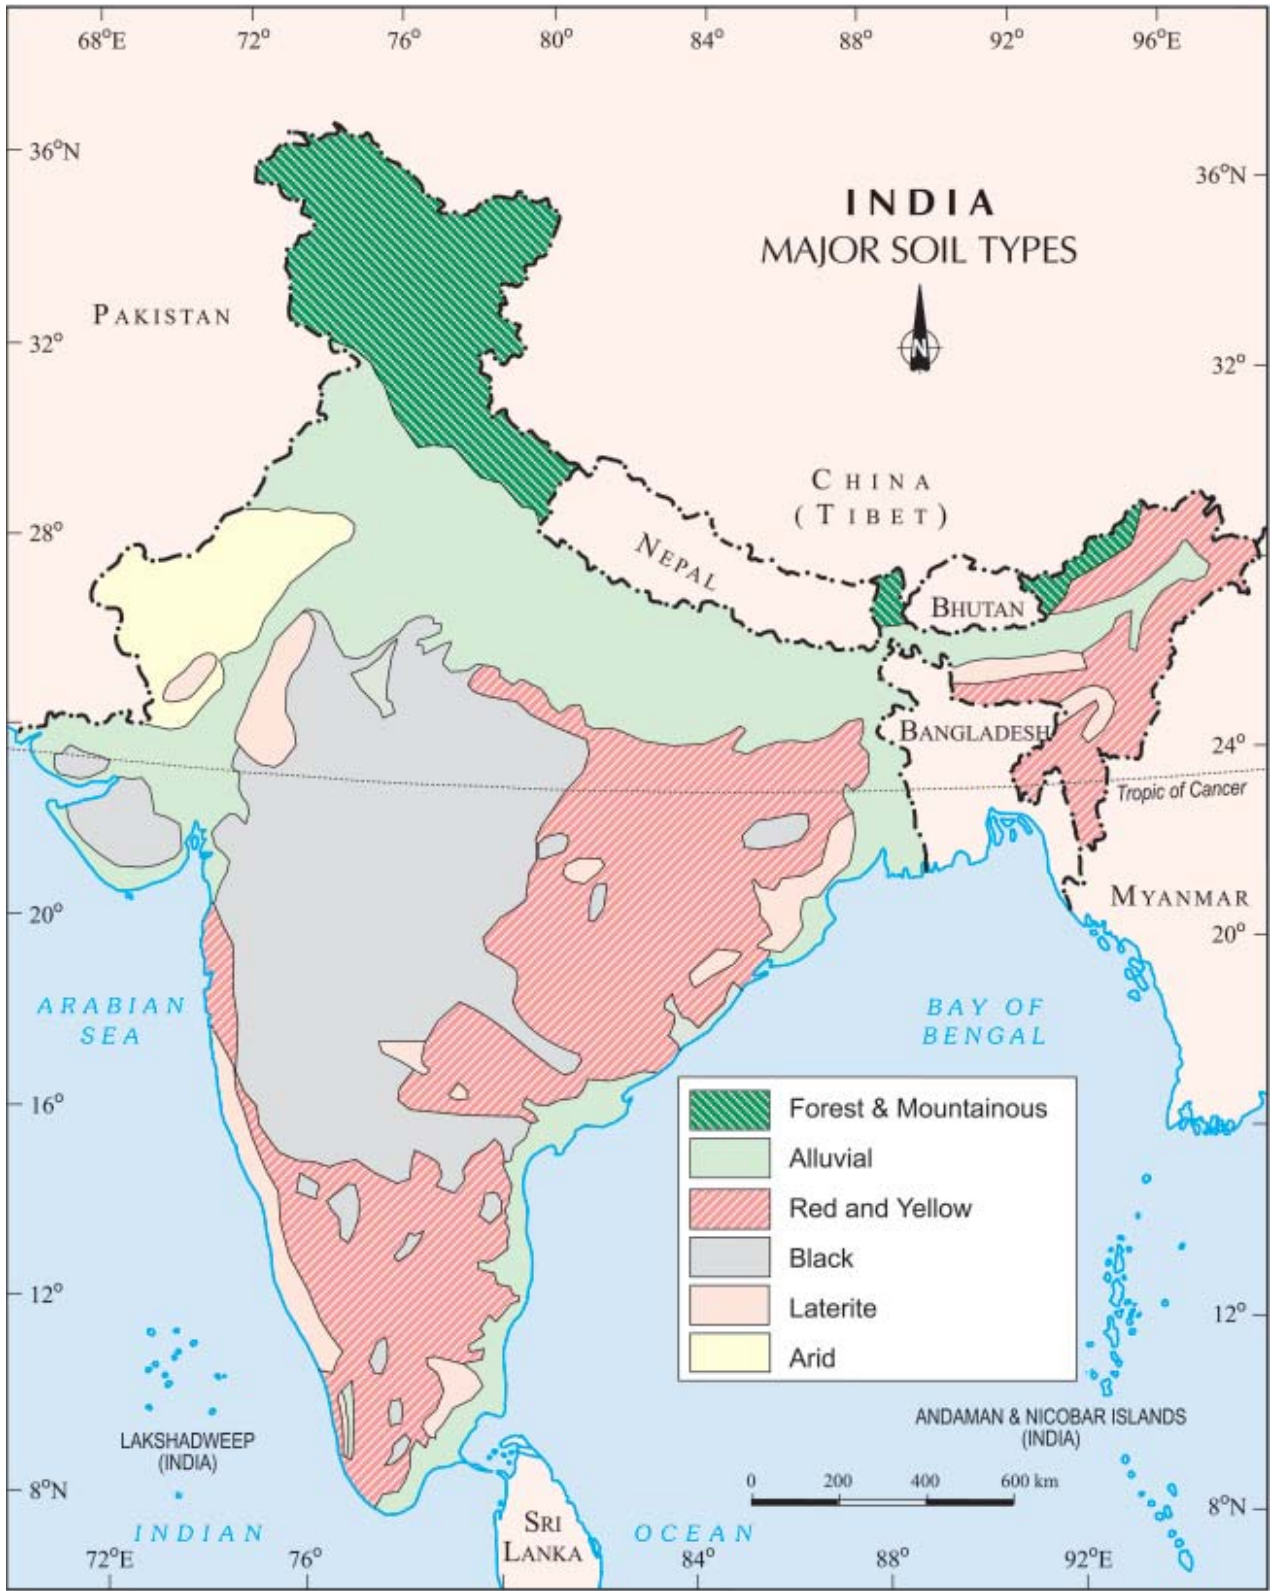 68°E 72° 76° 80° 84° 88° 92° 96°E
36°N
36°N
INDIA
MAJOR SOIL TYPES
N
PAKISTAN
32°
32°
CHINA
(TIBET)
28°
NEPAL
BHUTAN
BANGLADESH
24°
Tropic of Cancer
MYANMAR
20°
20°
ARABIAN
SEA
BAY OF
BENGAL
16°
Forest & Mountainous
Alluvial
Red and Yellow
Black
Laterite
Arid
12°
12°
LAKSHADWEEP
(INDIA)
ANDAMAN & NICOBAR ISLANDS
(INDIA)
0 200 400 600 km
8°N
8°N
INDIAN OCEAN
SRI
LANKA
72°E 76° 84° 88° 92°E